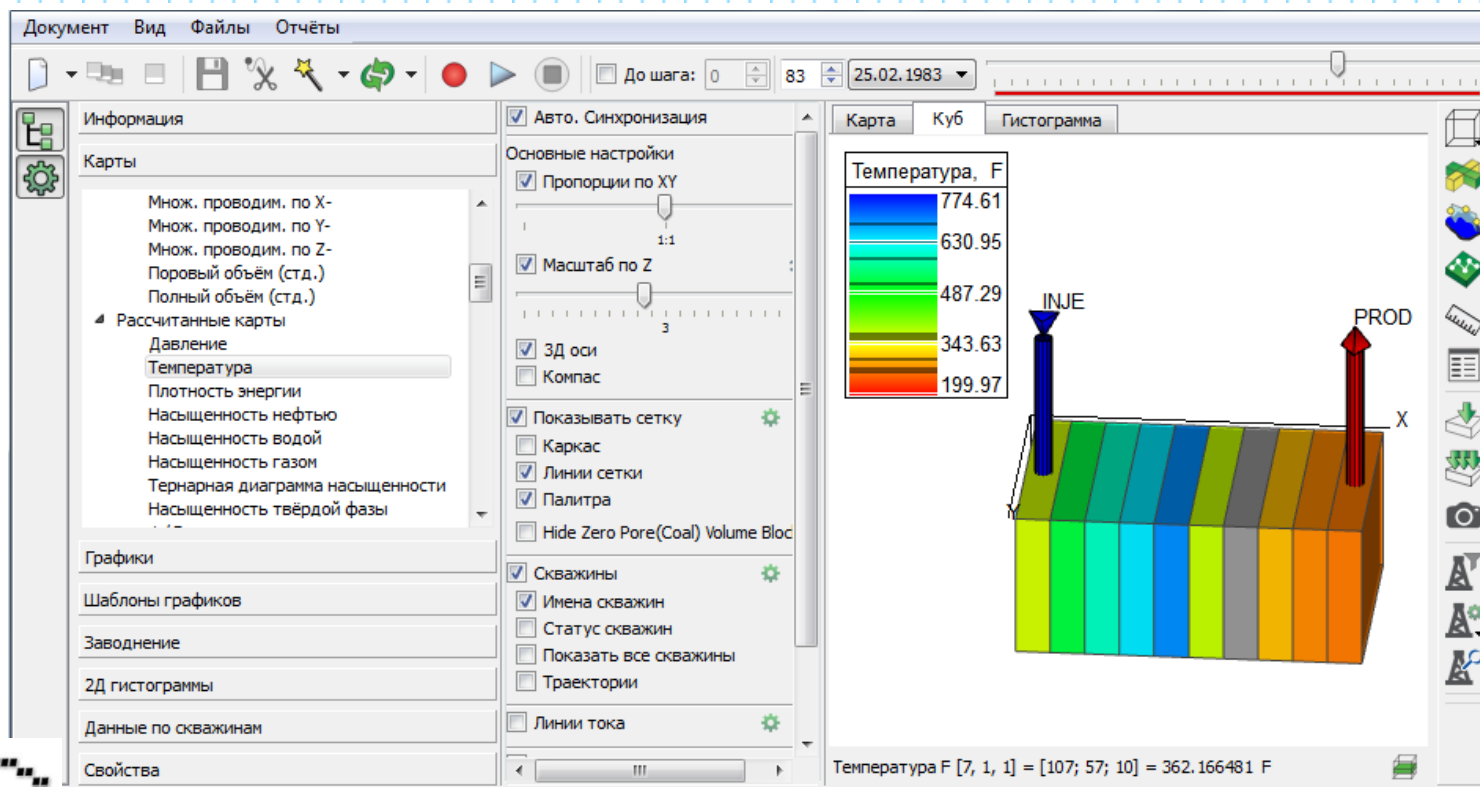 Документ Вид Файлы Отчёты
До шага: 0 83 25.02.1983
Информация
Карты
Множ. проводим. по X-
Множ. проводим. по Y-
Множ. проводим. по Z-
Поровый объём (стд.)
Полный объём (стд.)
Рассчитанные карты
Давление
Температура
Плотность энергии
Насыщенность нефтью
Насыщенность водой
Насыщенность газом
Тернарная диаграмма насыщенности
Насыщенность твёрдой фазы
Графики
Шаблоны графиков
Заводнение
2Д гистограммы
Данные по скважинам
Свойства
Авто. Синхронизация
Основные настройки
Пропорции по XY
1:1
Масштаб по Z
3
3Д оси
Компас
Показывать сетку
Каркас
Линии сетки
Палитра
Hide Zero Pore(Coal) Volume Bloc
Скважины
Имена скважин
Статус скважин
Показать все скважины
Траектории
Линии тока
Карта Куб Гистограмма
Температура, F
774.61
630.95
487.29
343.63
199.97
INJE
PROD
X
Y
Температура F [7, 1, 1] = [107; 57; 10] = 362.166481 F